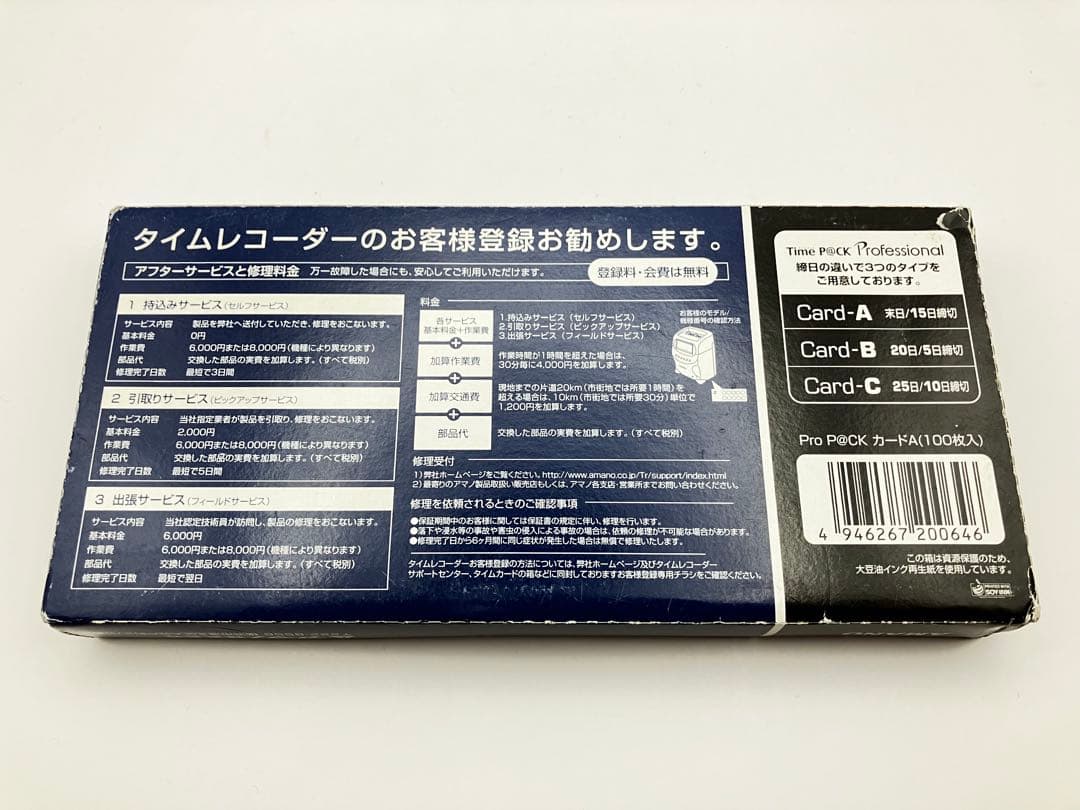 タイムレコーダーのお客様登録お勧めします。
アフターサービスと修理料金 万一故障した場合にも、安心してご利用いただけます。 登録料・会費は無料
1 持込みサービス(セルフサービス)
サービス内容 製品を弊社へ送付していただき、修理をおこないます。
基本料金 0円
作業費 6,000円または8,000円(機種により異なります)
部品代 交換した部品の実費を加算します。(すべて税別)
修理完了日数 最短で3日間
2 引取りサービス(ピックアップサービス)
サービス内容 当社指定業者が製品を引取り、修理をおこないます。
基本料金 2,000円
作業費 6,000円または8,000円(機種により異なります)
部品代 交換した部品の実費を加算します。(すべて税別)
修理完了日数 最短で5日間
3 出張サービス(フィールドサービス)
サービス内容 当社認定技術員が訪問し、製品の修理をおこないます。
基本料金 6,000円
作業費 6,000円または8,000円(機種により異なります)
部品代 交換した部品の実費を加算します。(すべて税別)
修理完了日数 最短で翌日
料金
各サービス
基本料金+作業費
1.持込サービス(セルフサービス)
2.引取りサービス(ピックアップサービス)
3.出張サービス(フィールドサービス)
お客様のモデル/
機種番号の確認方法
+
加算作業費
作業時間が1時間を超えた場合は、
30分毎に4,000円を加算します。
+
加算交通費
現地までの片道20km(市街地では所要1時間)を
超える場合は、10km(市街地では所要30分)単位で
1,200円を加算します。
+
部品代 交換した部品の実費を加算します。(すべて税別)
修理受付
1)弊社ホームページをご覧ください。http://www.amano.co.jp/Tr/support/index.html
2)最寄りのアマノ製品取扱い販売店もしくは、アマノ各支店・営業所までお問い合わせください。
修理を依頼されるときのご確認事項
●保証期間中のお客様に関しては保証書の規定に伴い、修理を行います。
●落下や浸水等の事故や害虫の侵入による事故の場合は、依頼の修理が不可能な場合があります。
●修理完了日から6ヶ月間に同じ症状が発生した場合は無償で修理いたします。
タイムレコーダーお客様登録の方法については、弊社ホームページ及びタイムレコーダー
サポートセンター、タイムカードの箱などに同封しておりますお客様登録専用チラシをご確認ください。
Time P@CK Professional
締日の違いで3つのタイプを
ご用意しております。
Card-A 末日/15日締切
Card-B 20日/5日締切
Card-C 25日/10日締切
Pro P@CK カードA(100枚入)
4 946267 200646
この箱は資源保護のため、
大豆油インク再生紙を使用しています。
PRINTED WITH
SOY INK
AMANO